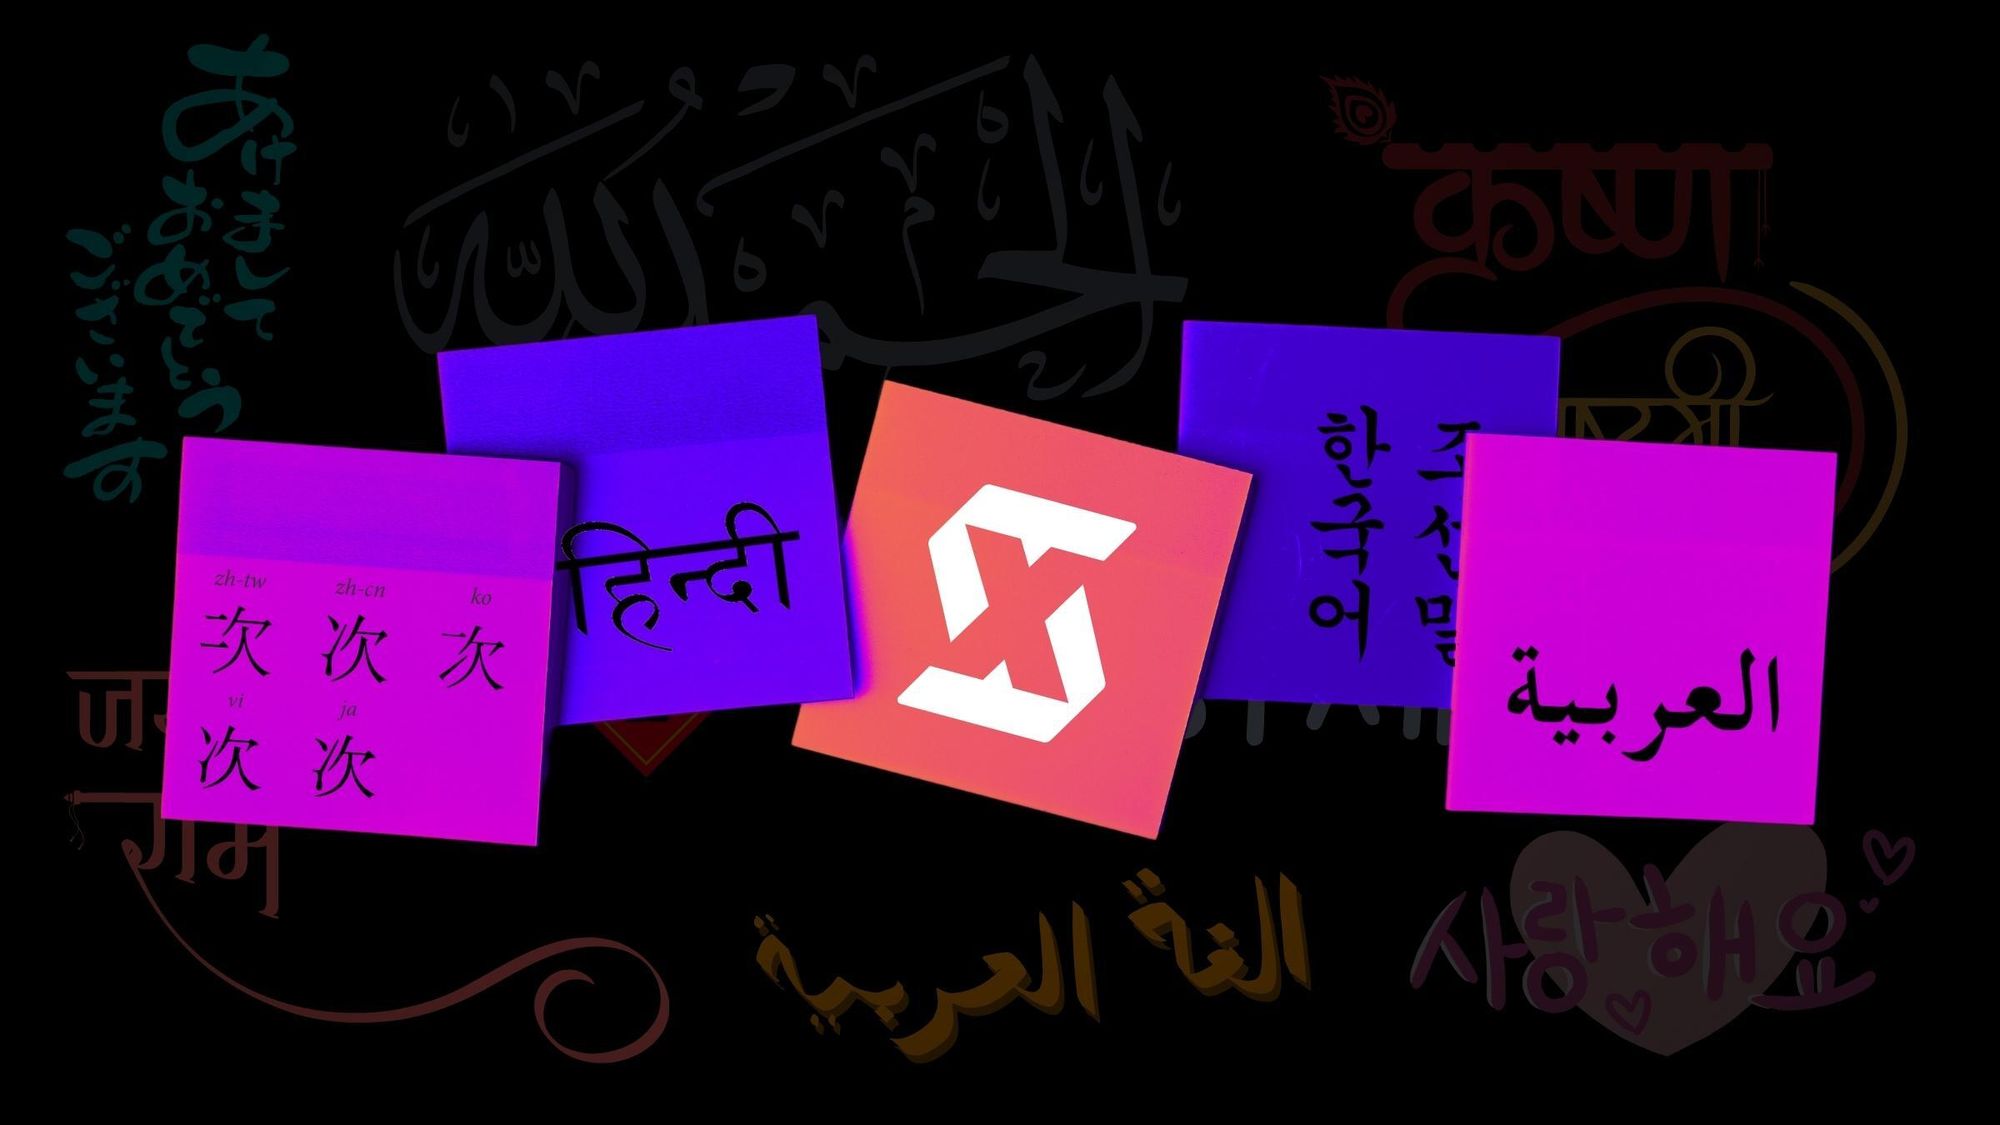 あけまして
おめでとう
ございます
الحمد لله
कृष्ण
zh-tw zh-cn ko
次 次 次
vi ja
次 次
हिन्दी
한국어
조선말
العربية
राम
الغة العربية
사랑해요